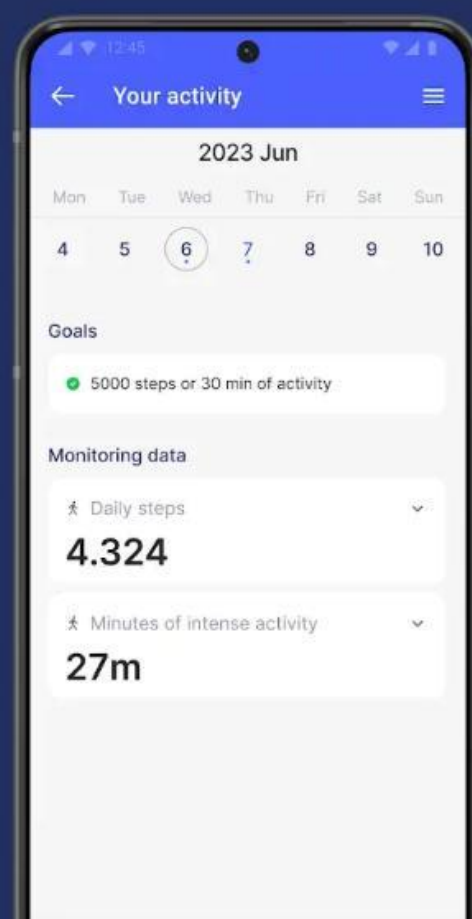 12:45
Your activity
2023 Jun
Mon Tue Wed Thu Fri Sat Sun
4 5 6 7 8 9 10
Goals
5000 steps or 30 min of activity
Monitoring data
Daily steps
4.324
Minutes of intense activity
27m